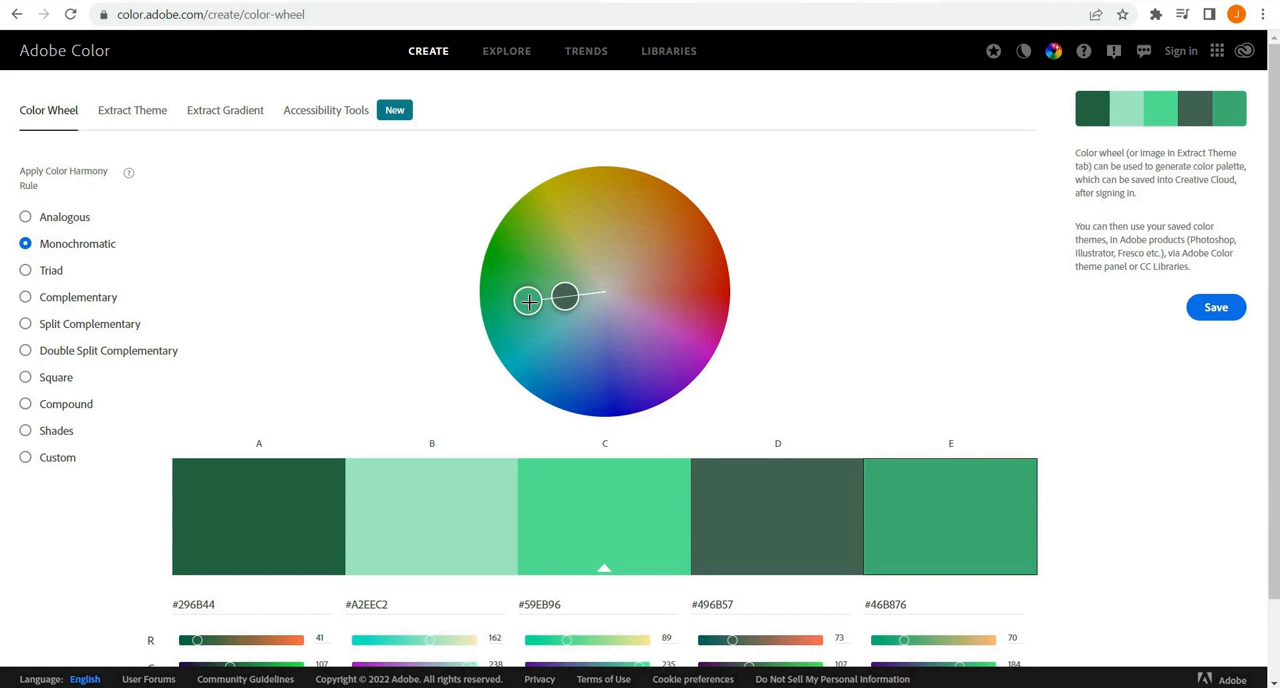 color.adobe.com/create/color-wheel
J
Adobe Color
CREATE
EXPLORE
TRENDS
LIBRARIES
Sign in
Color Wheel
Extract Theme
Extract Gradient
Accessibility Tools
New
Apply Color Harmony
Rule
Analogous
Monochromatic
Triad
Complementary
Split Complementary
Double Split Complementary
Square
Compound
Shades
Custom
Color wheel (or image in Extract Theme
tab) can be used to generate color palette,
which can be saved into Creative Cloud,
after signing in.
You can then use your saved color
themes, in Adobe products (Photoshop,
Illustrator, Fresco etc.), via Adobe Color
theme panel or CC Libraries.
Save
A B C D E
#296B44 #A2EEC2 #59EB96 #496B57 #46B876
R 41 162 89 73 70
107 238 235 107 184
Language: English User Forums Community Guidelines Copyright © 2022 Adobe. All rights reserved. Privacy Terms of Use Cookie preferences Do Not Sell My Personal Information Adobe